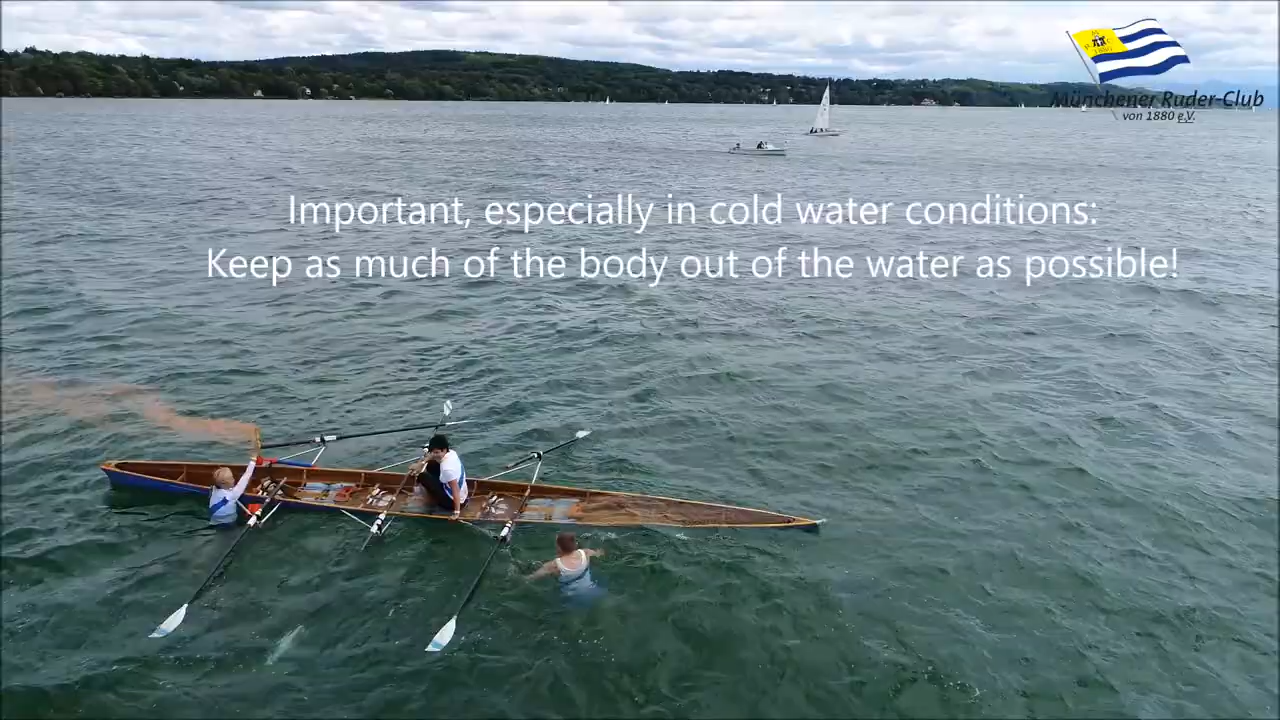 M
R C
1880
Münchener Ruder-Club
von 1880 e.V.
Important, especially in cold water conditions:
Keep as much of the body out of the water as possible!